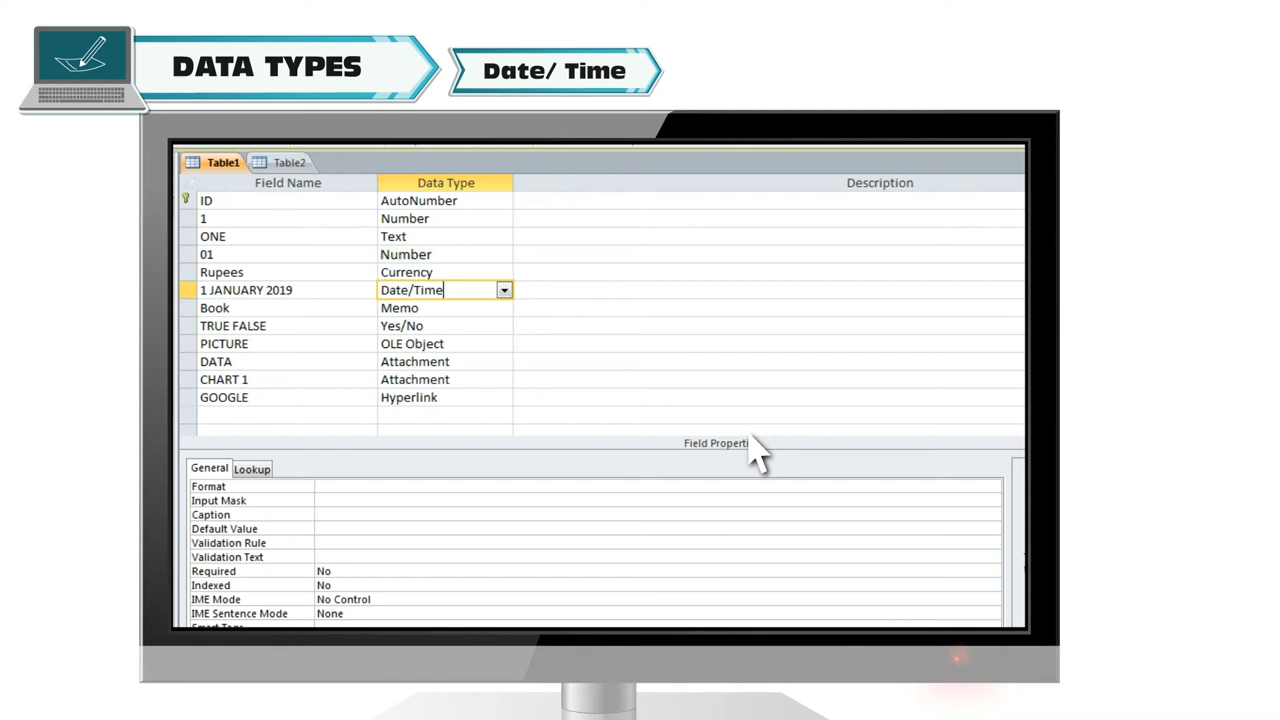 DATA TYPES
Date/ Time
Table1 Table2
Field Name Data Type Description
ID AutoNumber
1 Number
ONE Text
01 Number
Rupees Currency
1 JANUARY 2019 Date/Time
Book Memo
TRUE FALSE Yes/No
PICTURE OLE Object
DATA Attachment
CHART 1 Attachment
GOOGLE Hyperlink
Field Properti
General Lookup
Format
Input Mask
Caption
Default Value
Validation Rule
Validation Text
Required No
Indexed No
IME Mode No Control
IME Sentence Mode None